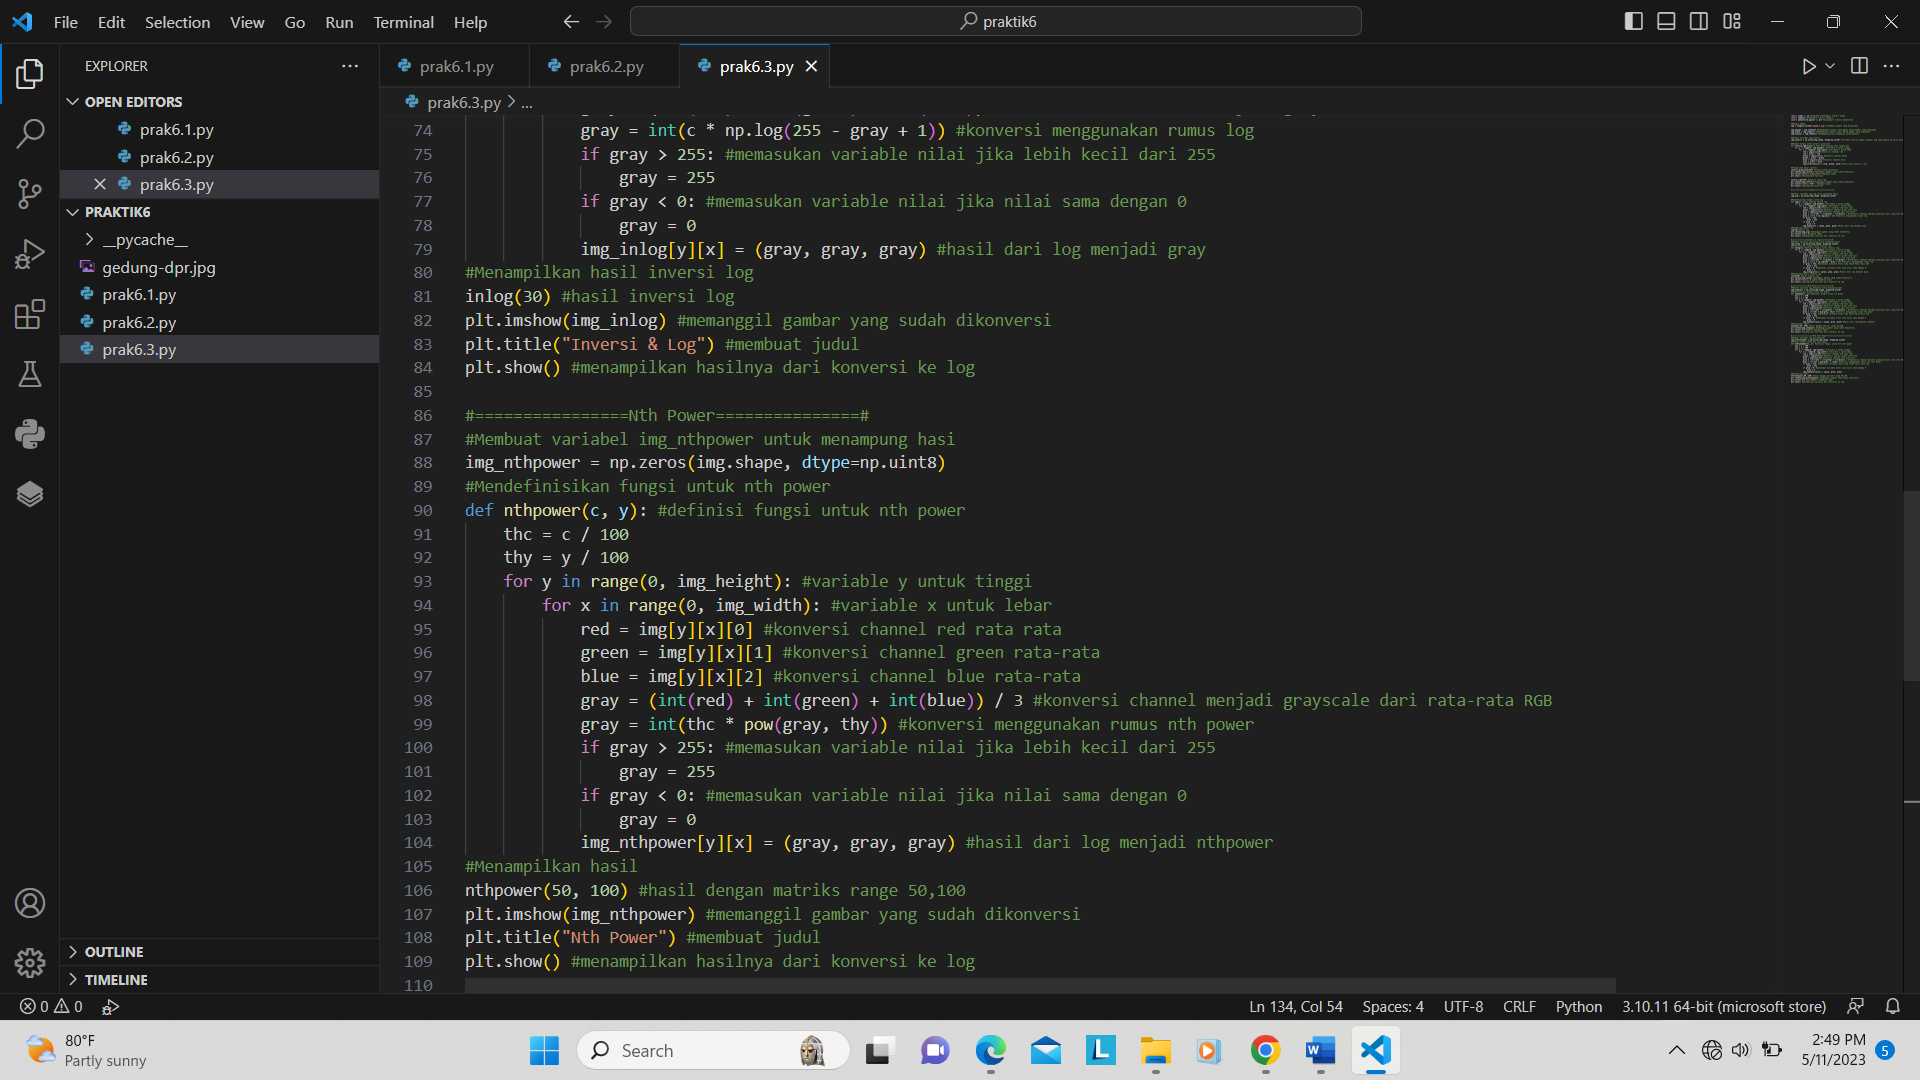 File Edit Selection View Go Run Terminal Help
praktik6
EXPLORER
OPEN EDITORS
prak6.1.py
prak6.2.py
prak6.3.py
PRAKTIK6
__pycache__
gedung-dpr.jpg
prak6.1.py
prak6.2.py
prak6.3.py
OUTLINE
TIMELINE
prak6.1.py prak6.2.py prak6.3.py
prak6.3.py > ...
74 gray = int(c * np.log(255 - gray + 1)) #konversi menggunakan rumus log
75 if gray > 255: #memasukan variable nilai jika lebih kecil dari 255
76 gray = 255
77 if gray < 0: #memasukan variable nilai jika nilai sama dengan 0
78 gray = 0
79 img_inlog[y][x] = (gray, gray, gray) #hasil dari log menjadi gray
80 #Menampilkan hasil inversi log
81 inlog(30) #hasil inversi log
82 plt.imshow(img_inlog) #memanggil gambar yang sudah dikonversi
83 plt.title("Inversi & Log") #membuat judul
84 plt.show() #menampilkan hasilnya dari konversi ke log
85
86 #================Nth Power===============#
87 #Membuat variabel img_nthpower untuk menampung hasi
88 img_nthpower = np.zeros(img.shape, dtype=np.uint8)
89 #Mendefinisikan fungsi untuk nth power
90 def nthpower(c, y): #definisi fungsi untuk nth power
91 thc = c / 100
92 thy = y / 100
93 for y in range(0, img_height): #variable y untuk tinggi
94 for x in range(0, img_width): #variable x untuk lebar
95 red = img[y][x][0] #konversi channel red rata rata
96 green = img[y][x][1] #konversi channel green rata-rata
97 blue = img[y][x][2] #konversi channel blue rata-rata
98 gray = (int(red) + int(green) + int(blue)) / 3 #konversi channel menjadi grayscale dari rata-rata RGB
99 gray = int(thc * pow(gray, thy)) #konversi menggunakan rumus nth power
100 if gray > 255: #memasukan variable nilai jika lebih kecil dari 255
101 gray = 255
102 if gray < 0: #memasukan variable nilai jika nilai sama dengan 0
103 gray = 0
104 img_nthpower[y][x] = (gray, gray, gray) #hasil dari log menjadi nthpower
105 #Menampilkan hasil
106 nthpower(50, 100) #hasil dengan matriks range 50,100
107 plt.imshow(img_nthpower) #memanggil gambar yang sudah dikonversi
108 plt.title("Nth Power") #membuat judul
109 plt.show() #menampilkan hasilnya dari konversi ke log
110
0 0
Ln 134, Col 54 Spaces: 4 UTF-8 CRLF Python 3.10.11 64-bit (microsoft store)
80°F
Partly sunny
Search
2:49 PM
5/11/2023
5